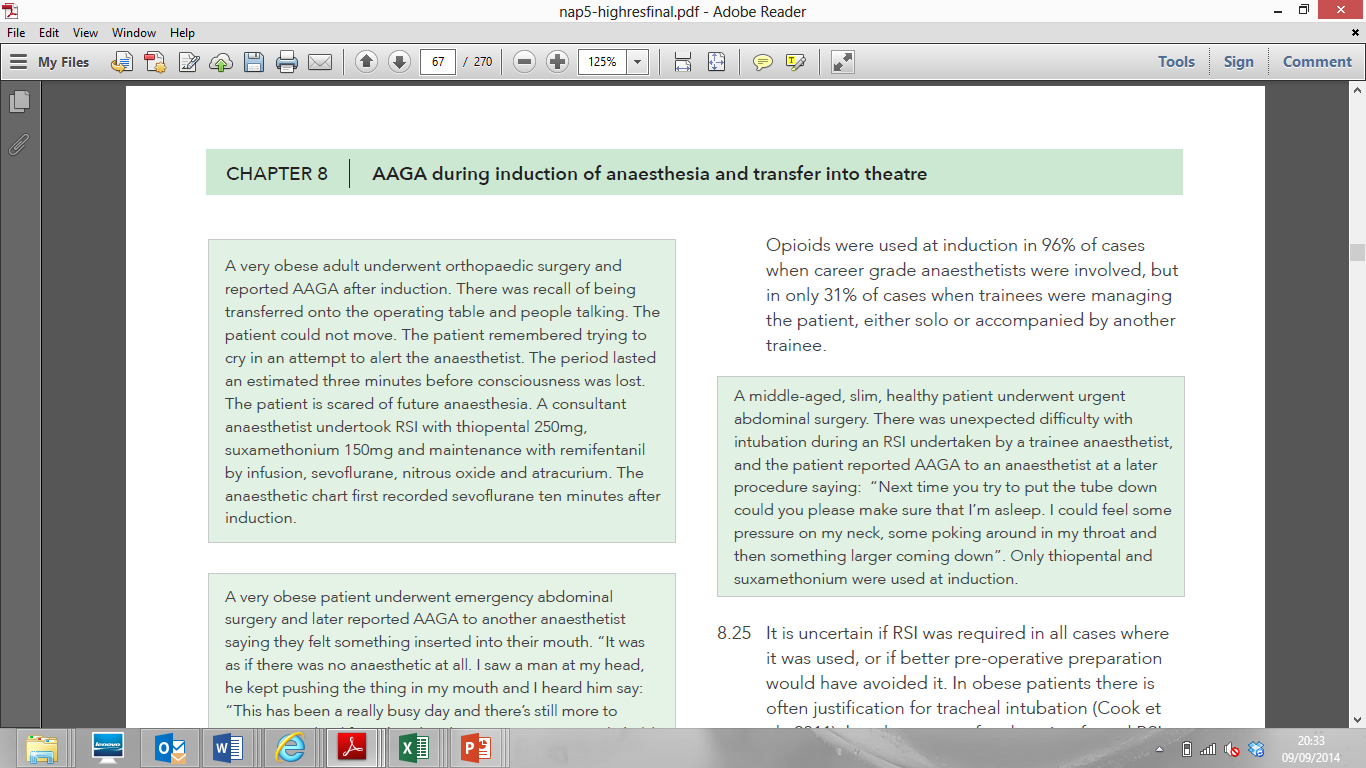 nap5-highresfinal.pdf - Adobe Reader
File Edit View Window Help
My Files
67 / 270
125%
Tools Sign Comment
CHAPTER 8 AAGA during induction of anaesthesia and transfer into theatre
A very obese adult underwent orthopaedic surgery and
reported AAGA after induction. There was recall of being
transferred onto the operating table and people talking. The
patient could not move. The patient remembered trying to
cry in an attempt to alert the anaesthetist. The period lasted
an estimated three minutes before consciousness was lost.
The patient is scared of future anaesthesia. A consultant
anaesthetist undertook RSI with thiopental 250mg,
suxamethonium 150mg and maintenance with remifentanil
by infusion, sevoflurane, nitrous oxide and atracurium. The
anaesthetic chart first recorded sevoflurane ten minutes after
induction.
A very obese patient underwent emergency abdominal
surgery and later reported AAGA to another anaesthetist
saying they felt something inserted into their mouth. “It was
as if there was no anaesthetic at all. I saw a man at my head,
he kept pushing the thing in my mouth and I heard him say:
“This has been a really busy day and there’s still more to
Opioids were used at induction in 96% of cases
when career grade anaesthetists were involved, but
in only 31% of cases when trainees were managing
the patient, either solo or accompanied by another
trainee.
A middle-aged, slim, healthy patient underwent urgent
abdominal surgery. There was unexpected difficulty with
intubation during an RSI undertaken by a trainee anaesthetist,
and the patient reported AAGA to an anaesthetist at a later
procedure saying: “Next time you try to put the tube down
could you please make sure that I’m asleep. I could feel some
pressure on my neck, some poking around in my throat and
then something larger coming down”. Only thiopental and
suxamethonium were used at induction.
8.25 It is uncertain if RSI was required in all cases where
it was used, or if better pre-operative preparation
would have avoided it. In obese patients there is
often justification for tracheal intubation (Cook et
lenovo
20:33
09/09/2014